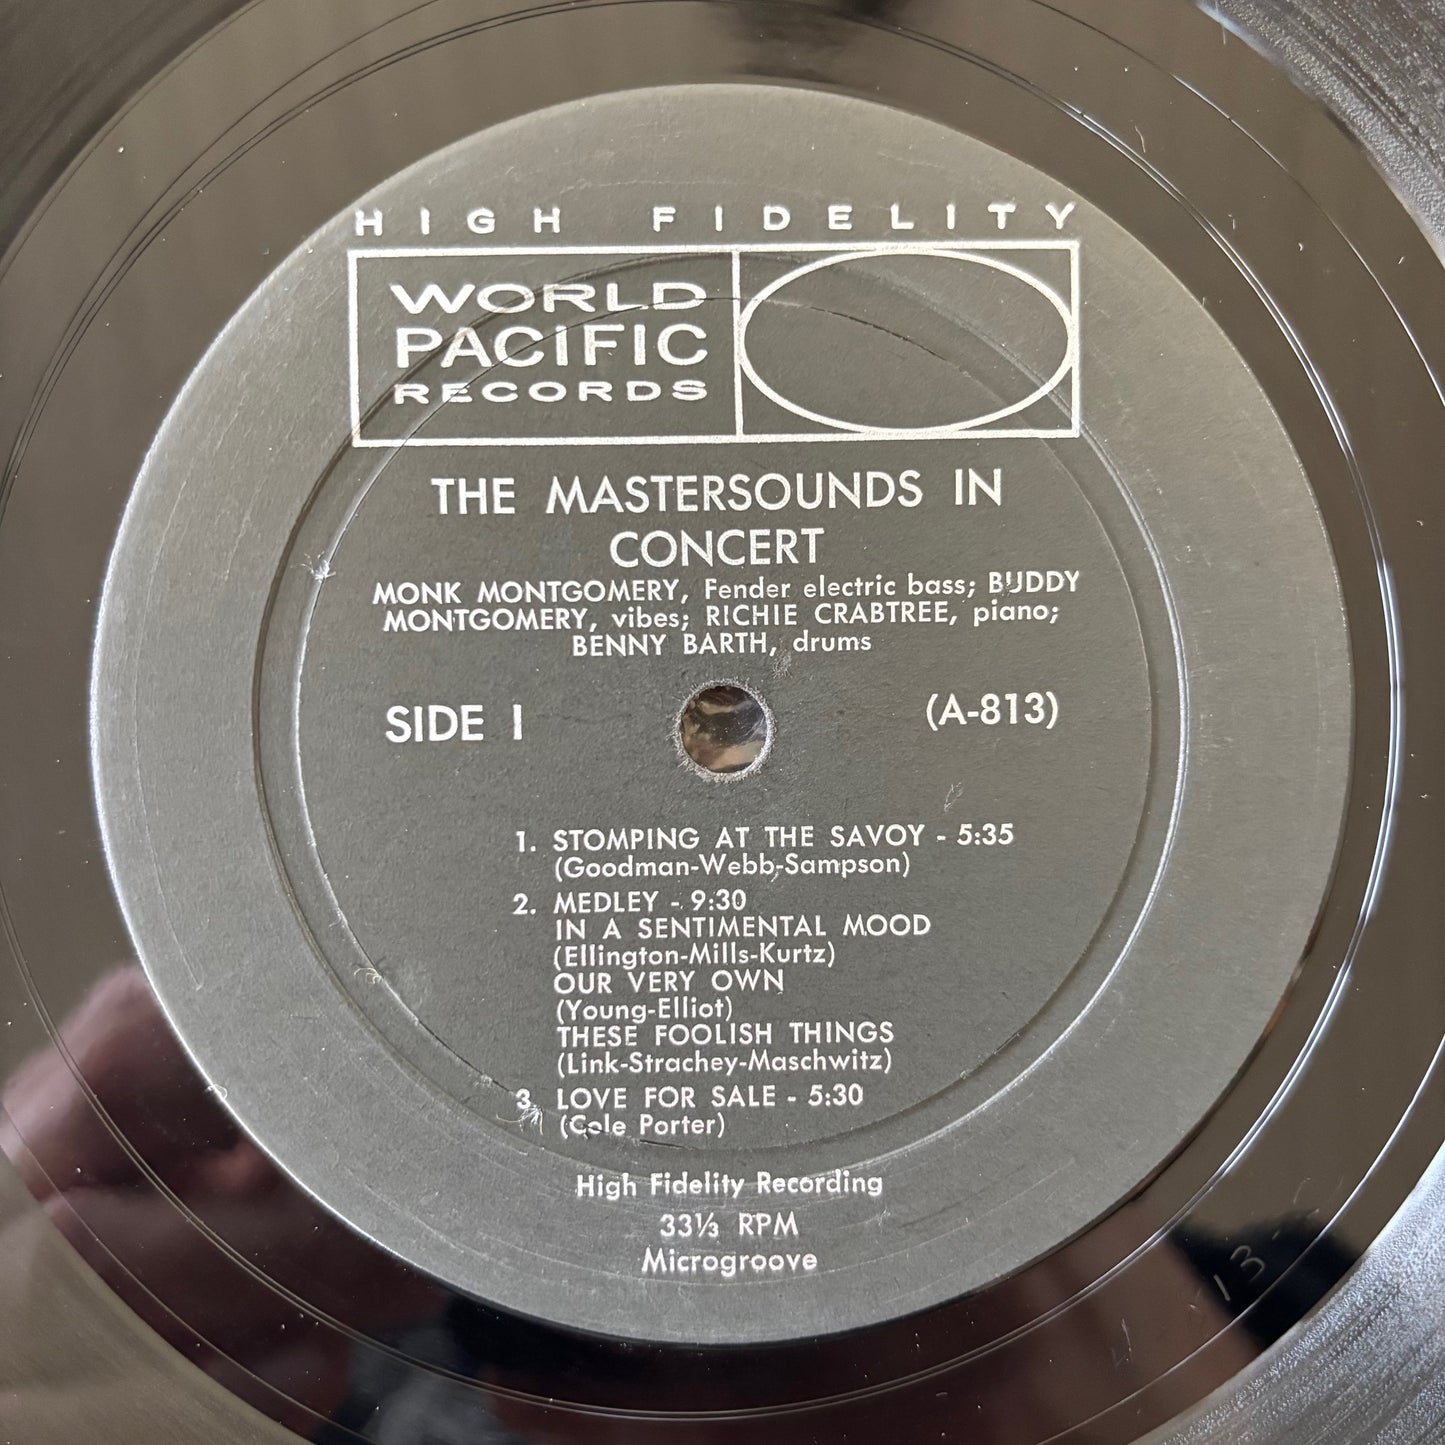 HIGH FIDELITY
WORLD
PACIFIC
RECORDS
THE MASTERSOUNDS IN
CONCERT
MONK MONTGOMERY, Fender electric bass; BUDDY
MONTGOMERY, vibes; RICHIE CRABTREE, piano;
BENNY BARTH, drums
SIDE I
(A-813)
1. STOMPING AT THE SAVOY - 5:35
(Goodman-Webb-Sampson)
2. MEDLEY - 9:30
IN A SENTIMENTAL MOOD
(Ellington-Mills-Kurtz)
OUR VERY OWN
(Young-Elliot)
THESE FOOLISH THINGS
(Link-Strachey-Maschwitz)
3. LOVE FOR SALE - 5:30
(Cole Porter)
High Fidelity Recording
33⅓ RPM
Microgroove
13-